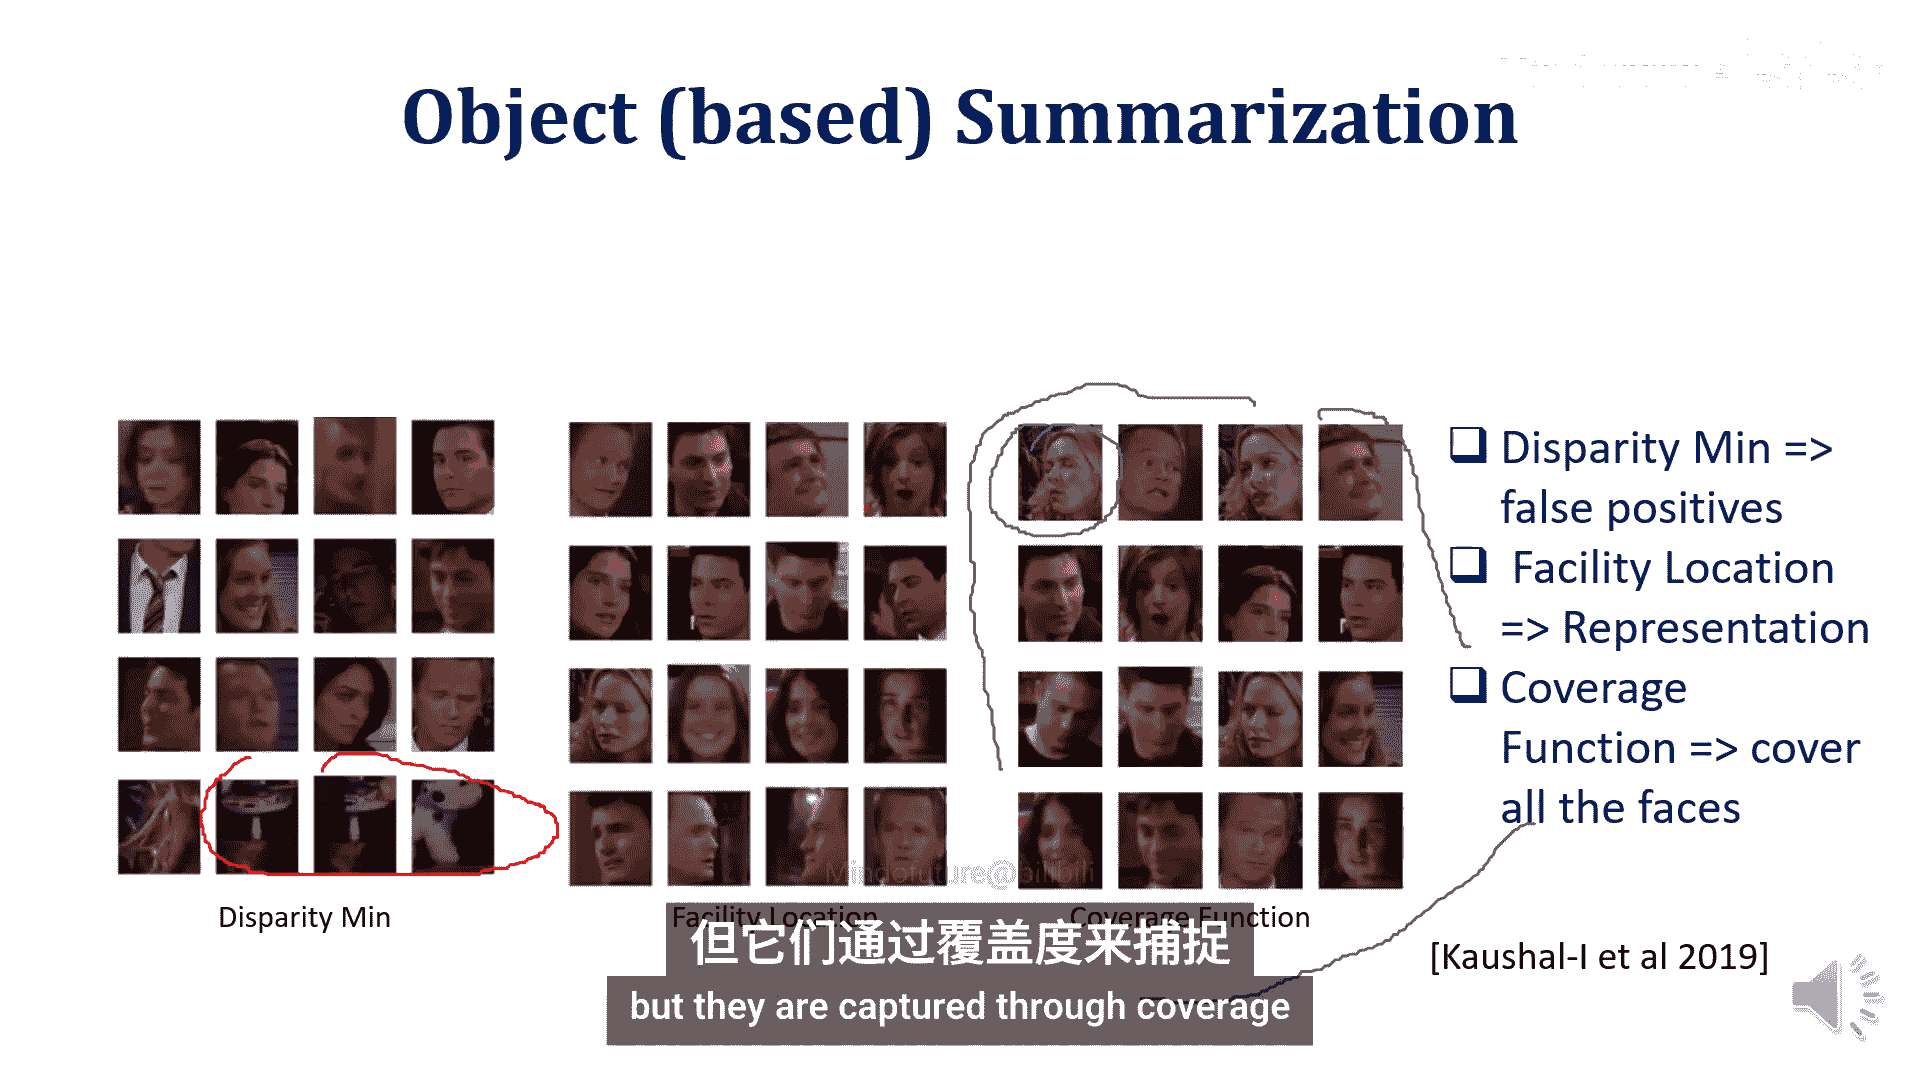 Object (based) Summarization
Disparity Min =>
false positives
Facility Location
=> Representation
Coverage
Function => cover
all the faces
Mindofuture@bilibili
Disparity Min
Facility Location
Coverage Function
但它们通过覆盖度来捕捉
but they are captured through coverage
[Kaushal-I et al 2019]